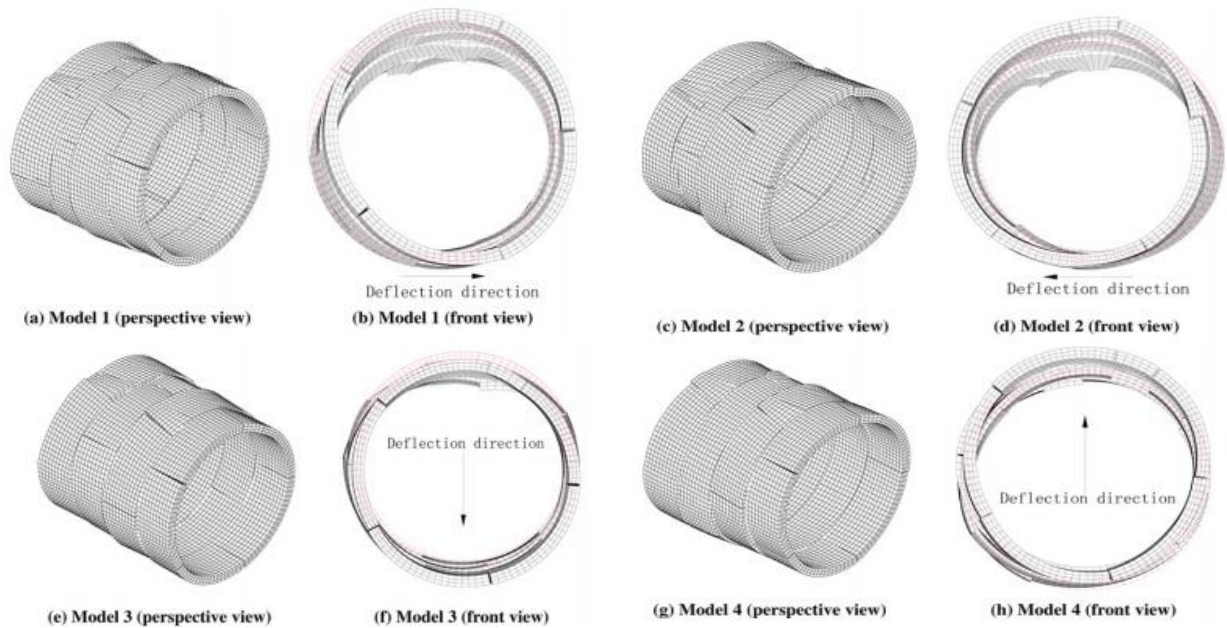 Deflection direction
Deflection direction
(a) Model 1 (perspective view)
(b) Model 1 (front view)
(c) Model 2 (perspective view)
(d) Model 2 (front view)
Deflection direction
Deflection direction
(e) Model 3 (perspective view)
(f) Model 3 (front view)
(g) Model 4 (perspective view)
(h) Model 4 (front view)